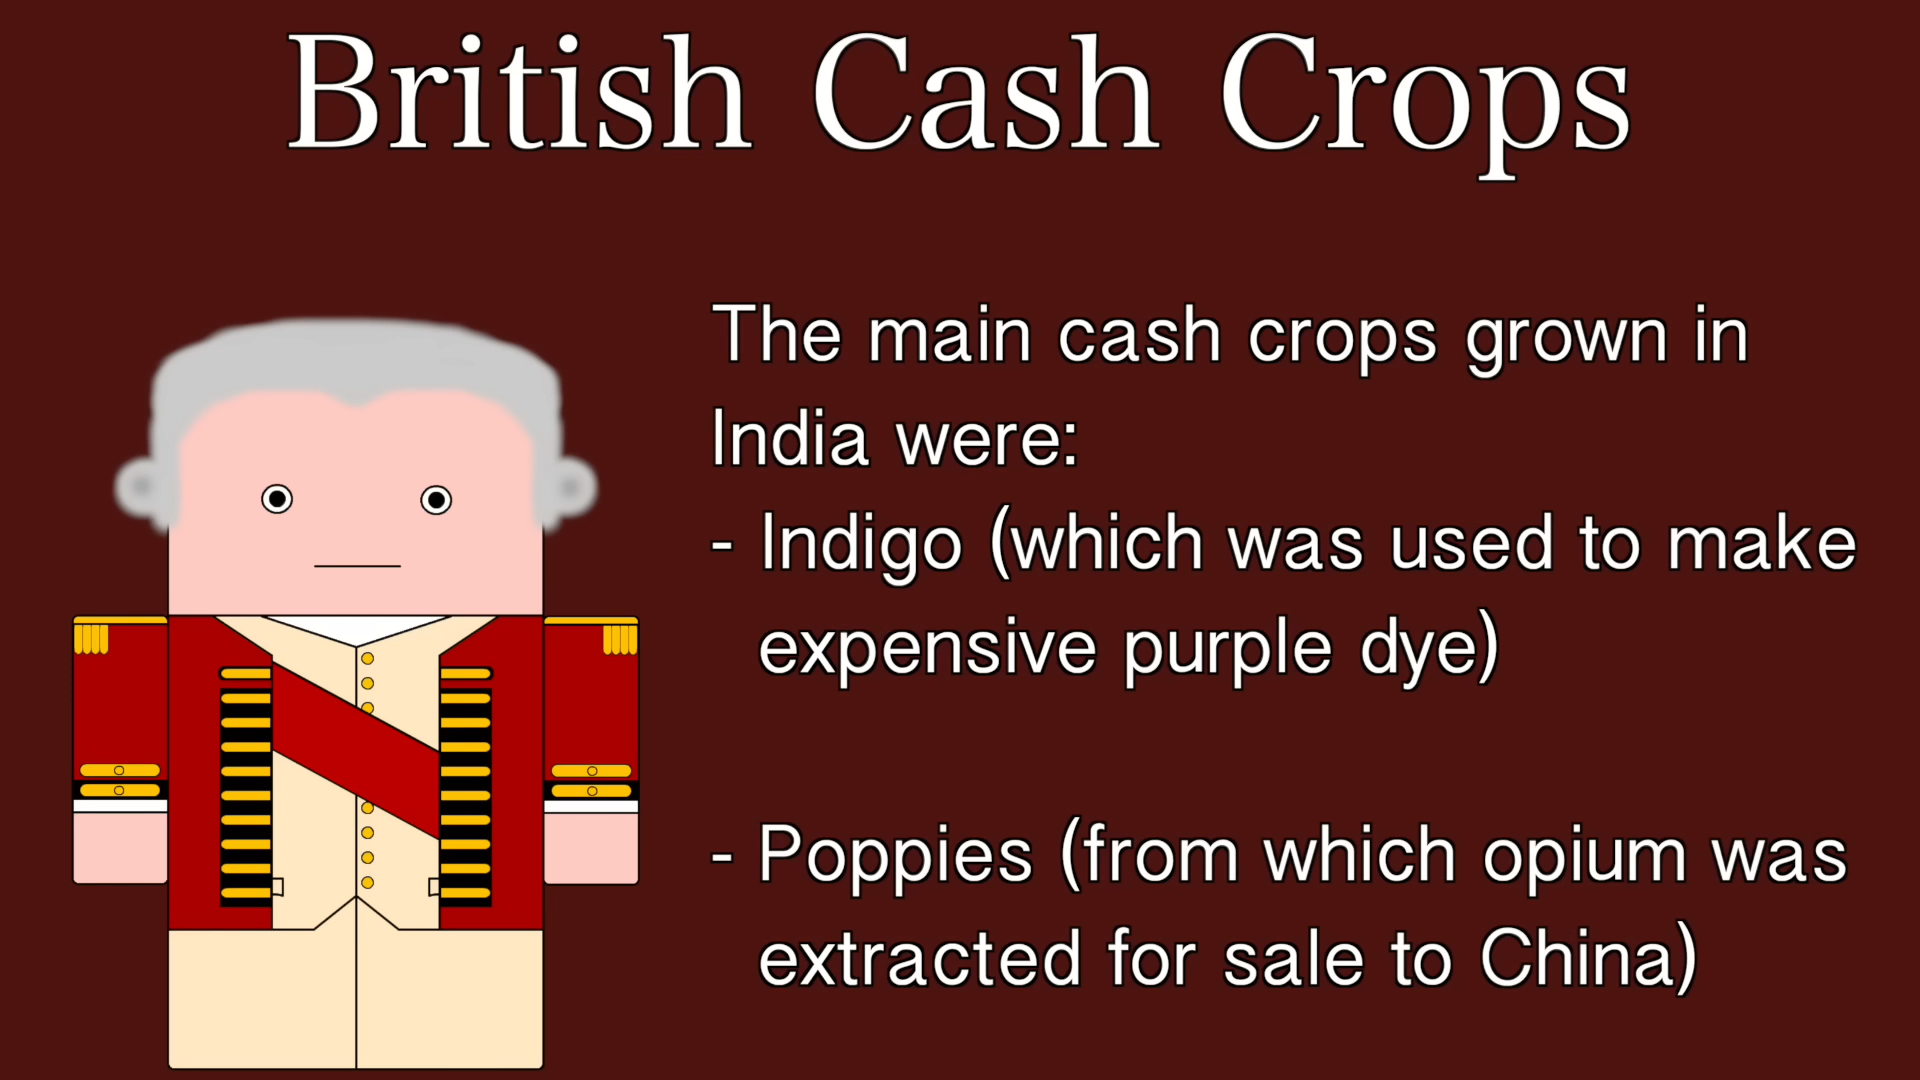 British Cash Crops
The main cash crops grown in
India were:
- Indigo (which was used to make
expensive purple dye)
- Poppies (from which opium was
extracted for sale to China)